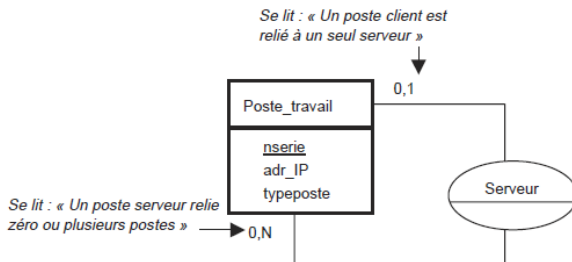 Se lit : « Un poste client est
relié à un seul serveur »
0,1
Poste_travail
nserie
adr_IP
typeposte
Serveur
Se lit : « Un poste serveur relie
zéro ou plusieurs postes »
0,N